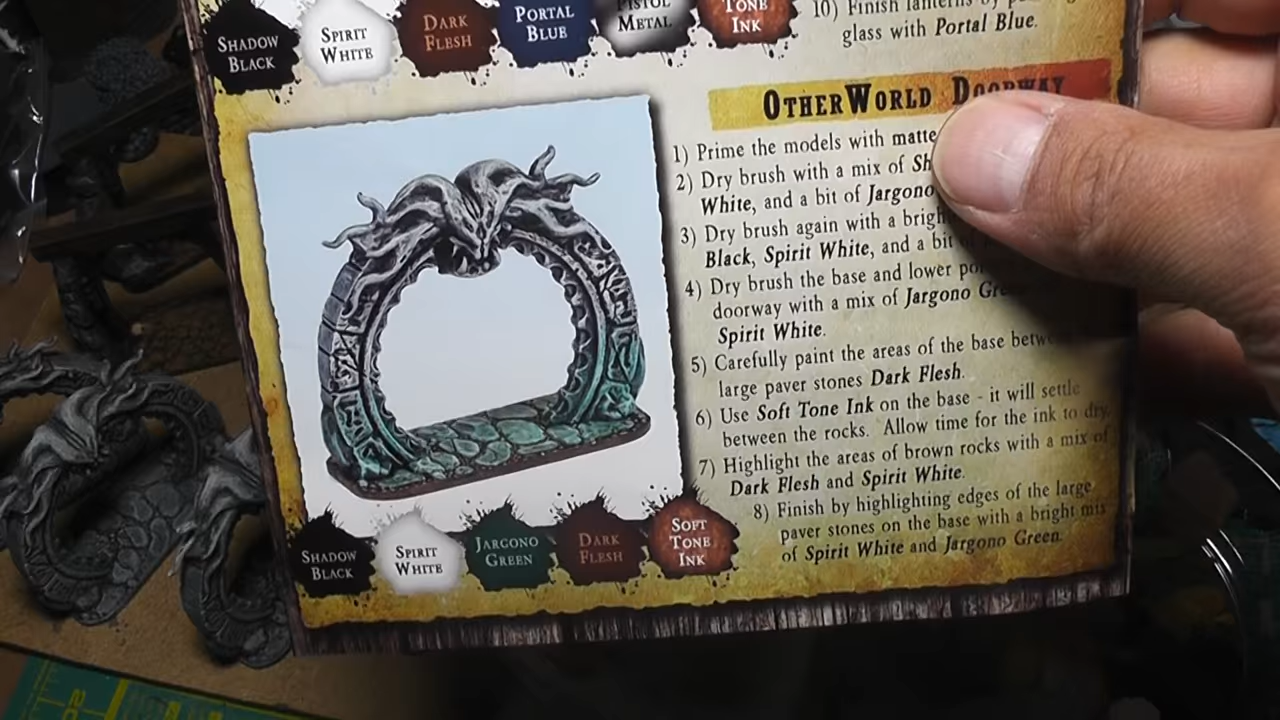 SHADOW
BLACK
SPIRIT
WHITE
DARK
FLESH
PORTAL
BLUE
PISTOL
METAL
TONE
INK
10) Finish lanterns by
glass with Portal Blue.
OTHERWORLD DOORWAY
1) Prime the models with matte
2) Dry brush with a mix of Sh
White, and a bit of Jargono
3) Dry brush again with a brigh
Black, Spirit White, and a bit
4) Dry brush the base and lower po
doorway with a mix of Jargono Gre
Spirit White.
5) Carefully paint the areas of the base betwe
large paver stones Dark Flesh.
6) Use Soft Tone Ink on the base - it will settle
between the rocks. Allow time for the ink to dry.
7) Highlight the areas of brown rocks with a mix of
Dark Flesh and Spirit White.
8) Finish by highlighting edges of the large
paver stones on the base with a bright mix
of Spirit White and Jargono Green.
SHADOW
BLACK
SPIRIT
WHITE
JARGONO
GREEN
DARK
FLESH
SOFT
TONE
INK